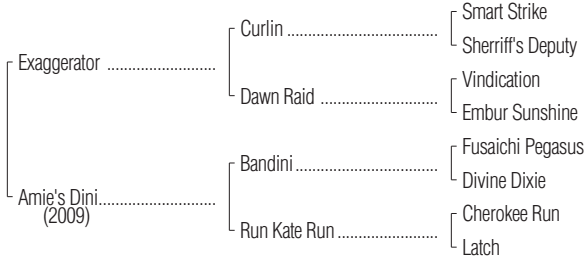 Smart Strike
Curlin
Sherriff's Deputy
Exaggerator
Vindication
Dawn Raid
Embur Sunshine
Fusaichi Pegasus
Bandini
Divine Dixie
Amie's Dini
(2009)
Cherokee Run
Run Kate Run
Latch